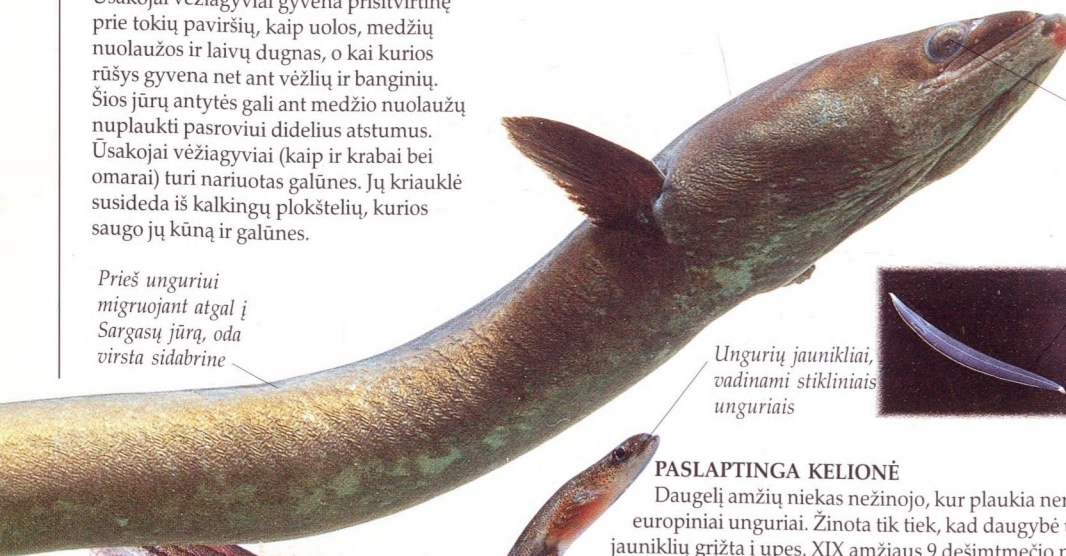 Ūsakojai vėžiagyviai gyvena prisitvirtinę
prie tokių paviršių, kaip uolos, medžių
nuolaužos ir laivų dugnas, o kai kurios
rūšys gyvena net ant vėžlių ir banginių.
Šios jūrų antytės gali ant medžio nuolaužų
nuplaukti pasroviui didelius atstumus.
Ūsakojai vėžiagyviai (kaip ir krabai bei
omarai) turi nariuotas galūnes. Jų kriauklė
susideda iš kalkingų plokštelių, kurios
saugo jų kūną ir galūnes.
Prieš unguriui
migruojant atgal į
Sargasų jūrą, oda
virsta sidabrine
Ungurių jaunikliai,
vadinami stikliniais
unguriais
PASLAPTINGA KELIONĖ
Daugelį amžių niekas nežinojo, kur plaukia
europiniai unguriai. Žinota tik tiek, kad daugybė
jauniklių grįžta į upes. XIX amžiaus 9 dešimtmečio